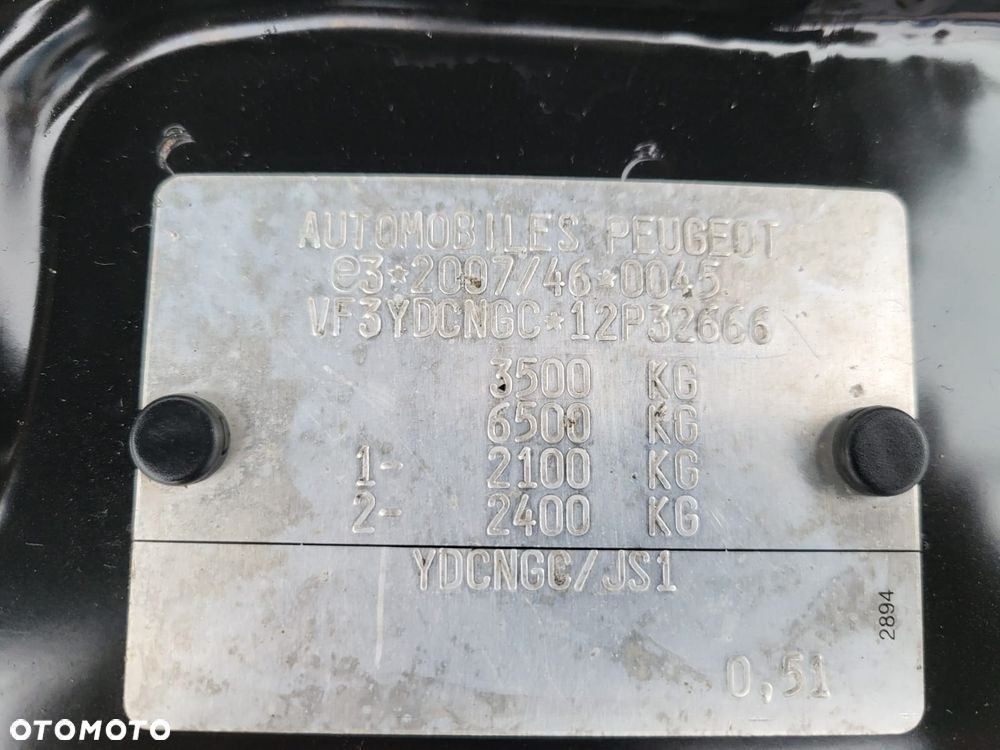 AUTOMOBILES PEUGEOT
e3*2007/46*0045
VF3YDCNGC*12P32666
3500 KG
6500 KG
1- 2100 KG
2- 2400 KG
YDCNGC/JS1
2894
0,51
OTOMOTO